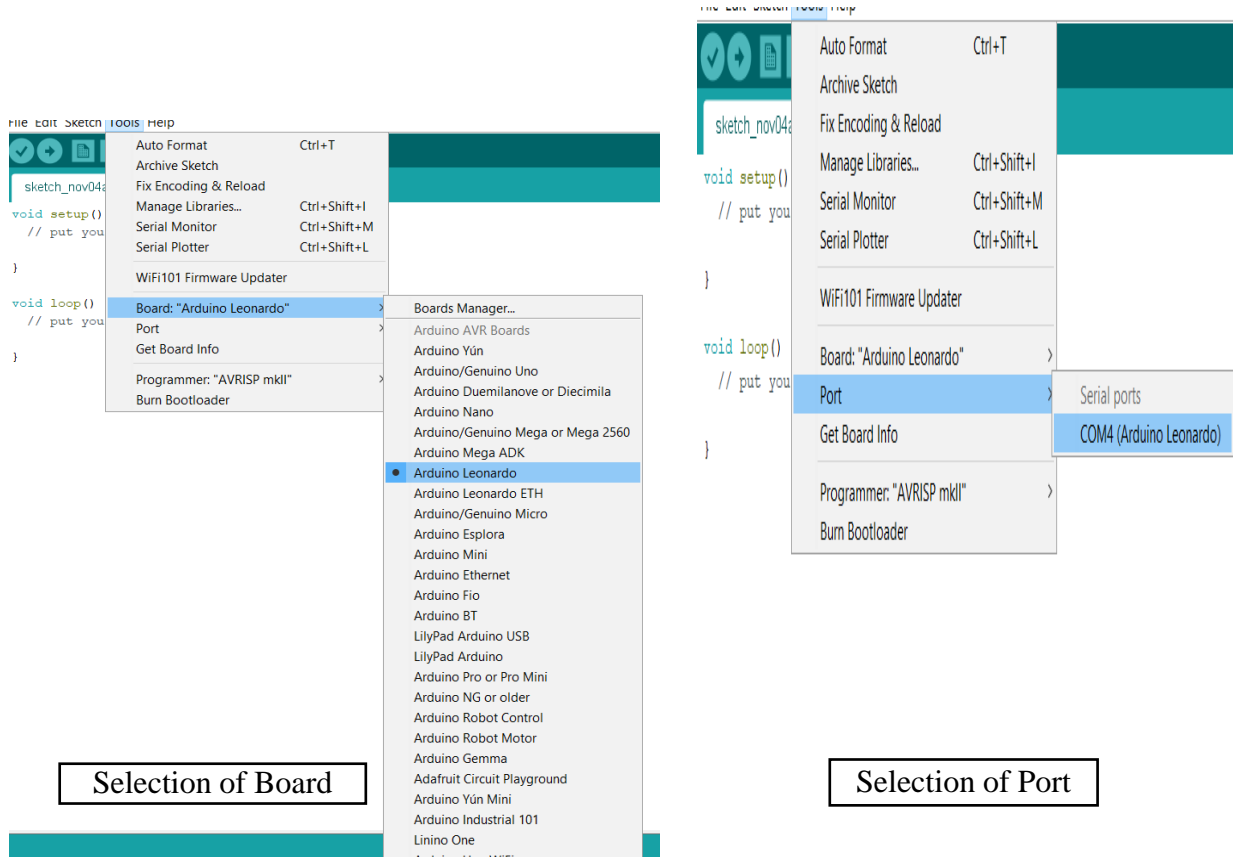 File Edit Sketch Tools Help
Auto Format Ctrl+T
Archive Sketch
sketch_nov04a Fix Encoding & Reload
Manage Libraries... Ctrl+Shift+I
void setup() Serial Monitor Ctrl+Shift+M
// put you Serial Plotter Ctrl+Shift+L
}
WiFi101 Firmware Updater
void loop() Board: "Arduino Leonardo"
// put you Port
Get Board Info
}
Programmer: "AVRISP mkII"
Burn Bootloader
Boards Manager...
Arduino AVR Boards
Arduino Yún
Arduino/Genuino Uno
Arduino Duemilanove or Diecimila
Arduino Nano
Arduino/Genuino Mega or Mega 2560
Arduino Mega ADK
Arduino Leonardo
Arduino Leonardo ETH
Arduino/Genuino Micro
Arduino Esplora
Arduino Mini
Arduino Ethernet
Arduino Fio
Arduino BT
LilyPad Arduino USB
LilyPad Arduino
Arduino Pro or Pro Mini
Arduino NG or older
Arduino Robot Control
Arduino Robot Motor
Arduino Gemma
Adafruit Circuit Playground
Arduino Yún Mini
Arduino Industrial 101
Linino One
Selection of Board
File Edit Sketch Tools Help
Auto Format Ctrl+T
Archive Sketch
sketch_nov04a Fix Encoding & Reload
Manage Libraries... Ctrl+Shift+I
void setup()
Serial Monitor Ctrl+Shift+M
// put you
Serial Plotter Ctrl+Shift+L
}
WiFi101 Firmware Updater
void loop() Board: "Arduino Leonardo"
// put you Port
Serial ports
Get Board Info
COM4 (Arduino Leonardo)
}
Programmer: "AVRISP mkII"
Burn Bootloader
Selection of Port